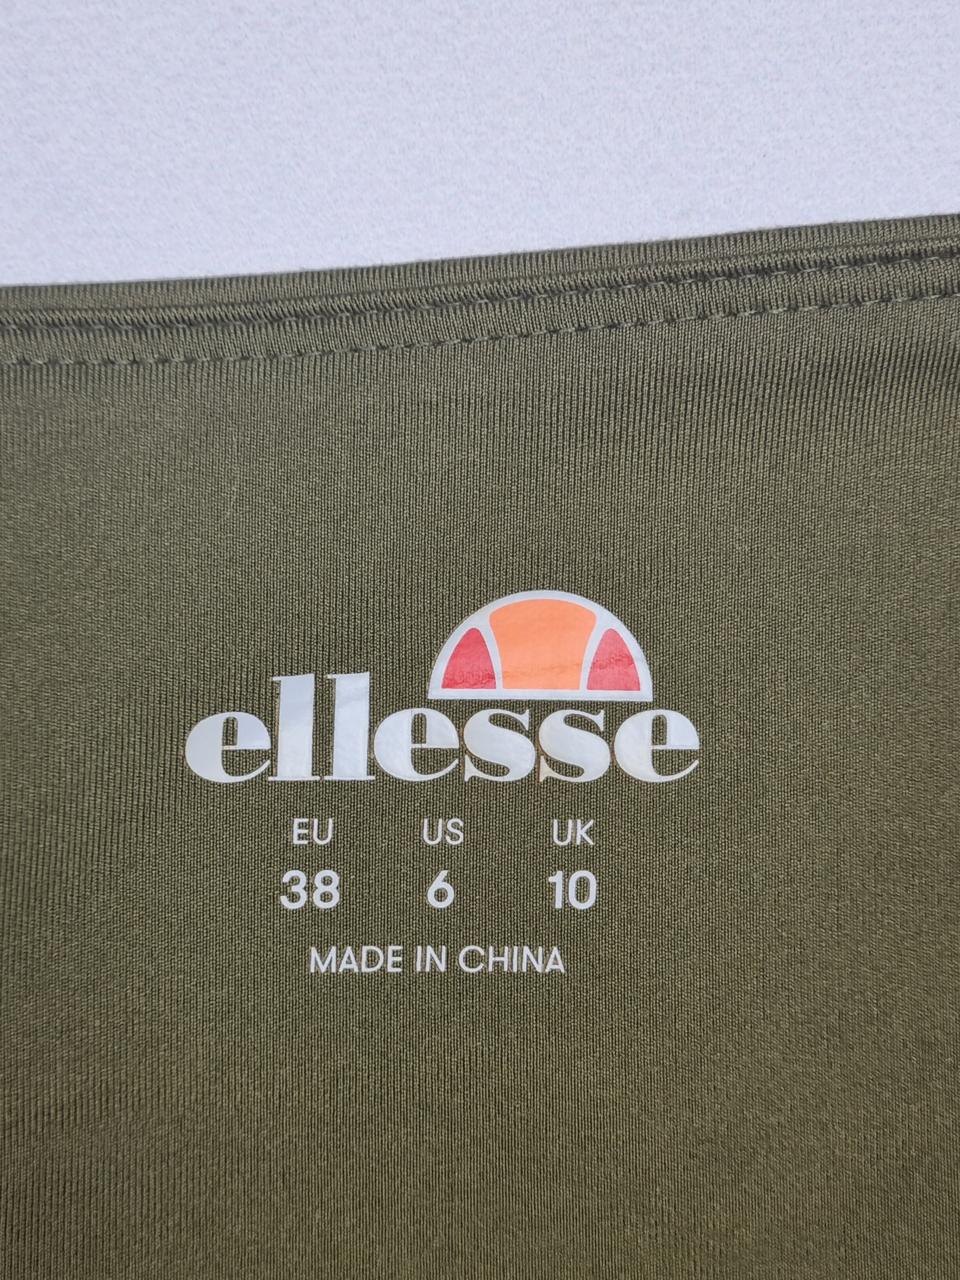 ellesse
EU US UK
38 6 10
MADE IN CHINA